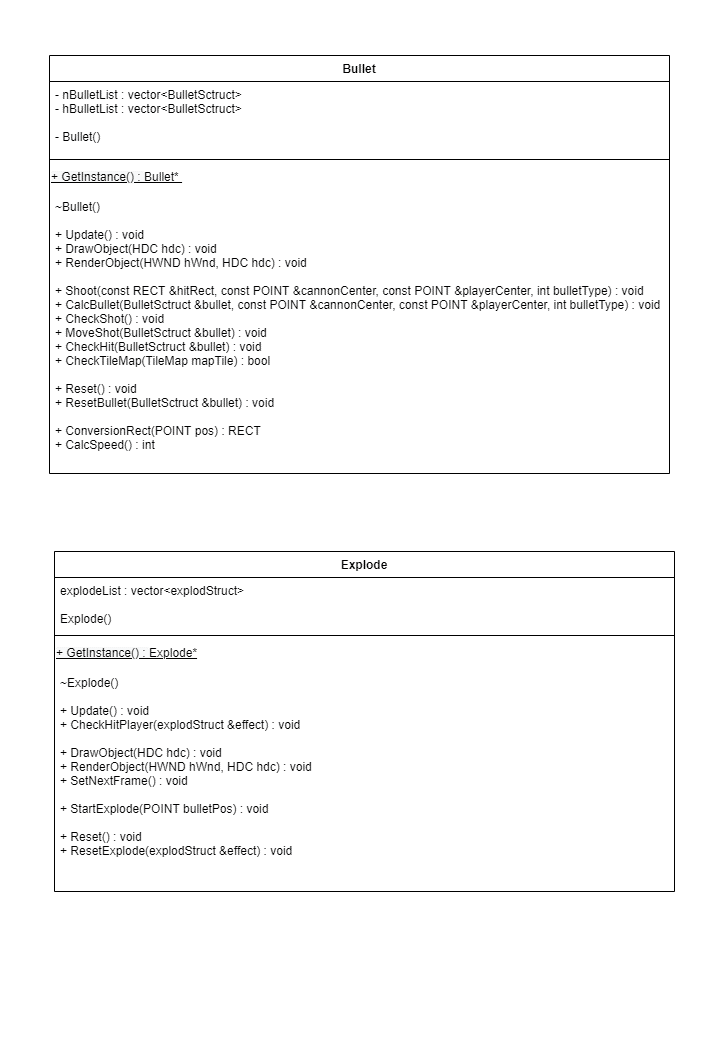 Bullet
- nBulletList : vector<BulletSctruct>
- hBulletList : vector<BulletSctruct>
- Bullet()
+ GetInstance() : Bullet*
~Bullet()
+ Update() : void
+ DrawObject(HDC hdc) : void
+ RenderObject(HWND hWnd, HDC hdc) : void
+ Shoot(const RECT &hitRect, const POINT &cannonCenter, const POINT &playerCenter, int bulletType) : void
+ CalcBullet(BulletSctruct &bullet, const POINT &cannonCenter, const POINT &playerCenter, int bulletType) : void
+ CheckShot() : void
+ MoveShot(BulletSctruct &bullet) : void
+ CheckHit(BulletSctruct &bullet) : void
+ CheckTileMap(TileMap mapTile) : bool
+ Reset() : void
+ ResetBullet(BulletSctruct &bullet) : void
+ ConversionRect(POINT pos) : RECT
+ CalcSpeed() : int
Explode
explodeList : vector<explodStruct>
Explode()
+ GetInstance() : Explode*
~Explode()
+ Update() : void
+ CheckHitPlayer(explodStruct &effect) : void
+ DrawObject(HDC hdc) : void
+ RenderObject(HWND hWnd, HDC hdc) : void
+ SetNextFrame() : void
+ StartExplode(POINT bulletPos) : void
+ Reset() : void
+ ResetExplode(explodStruct &effect) : void